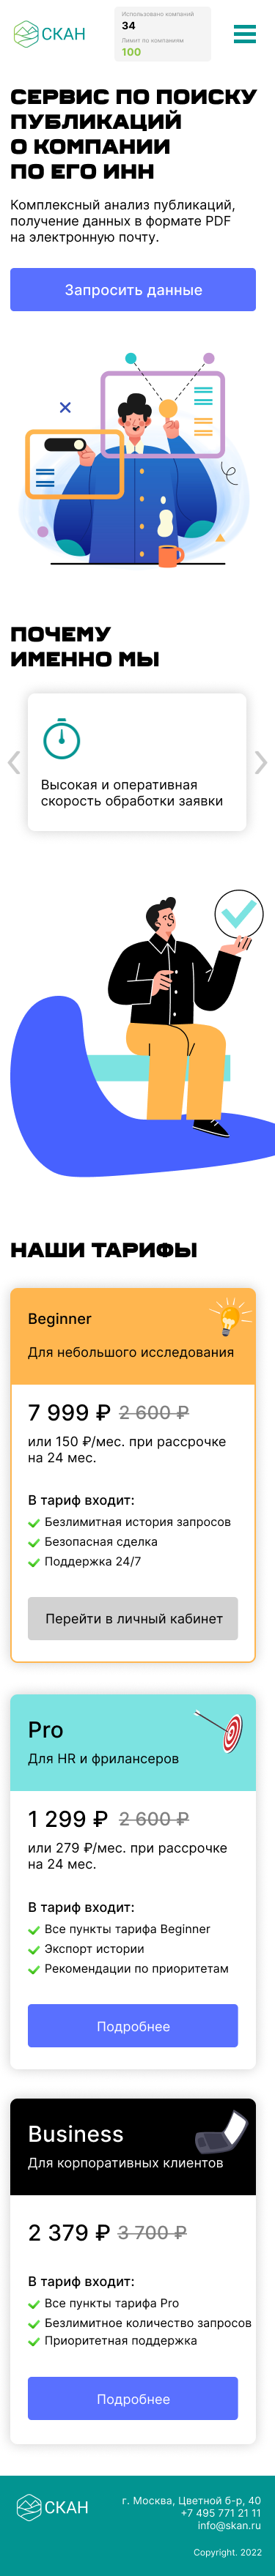 СКАН
Использовано компаний
34
Лимит по компаниям
100
СЕРВИС ПО ПОИСКУ
ПУБЛИКАЦИЙ
О КОМПАНИИ
ПО ЕГО ИНН
Комплексный анализ публикаций,
получение данных в формате PDF
на электронную почту.
Запросить данные
ПОЧЕМУ
ИМЕННО МЫ
Высокая и оперативная
скорость обработки заявки
НАШИ ТАРИФЫ
Beginner
Для небольшого исследования
7 999 ₽ 2 600 ₽
или 150 ₽/мес. при рассрочке
на 24 мес.
В тариф входит:
Безлимитная история запросов
Безопасная сделка
Поддержка 24/7
Перейти в личный кабинет
Pro
Для HR и фрилансеров
1 299 ₽ 2 600 ₽
или 279 ₽/мес. при рассрочке
на 24 мес.
В тариф входит:
Все пункты тарифа Beginner
Экспорт истории
Рекомендации по приоритетам
Подробнее
Business
Для корпоративных клиентов
2 379 ₽ 3 700 ₽
В тариф входит:
Все пункты тарифа Pro
Безлимитное количество запросов
Приоритетная поддержка
Подробнее
СКАН
г. Москва, Цветной б-р, 40
+7 495 771 21 11
info@skan.ru
Copyright. 2022